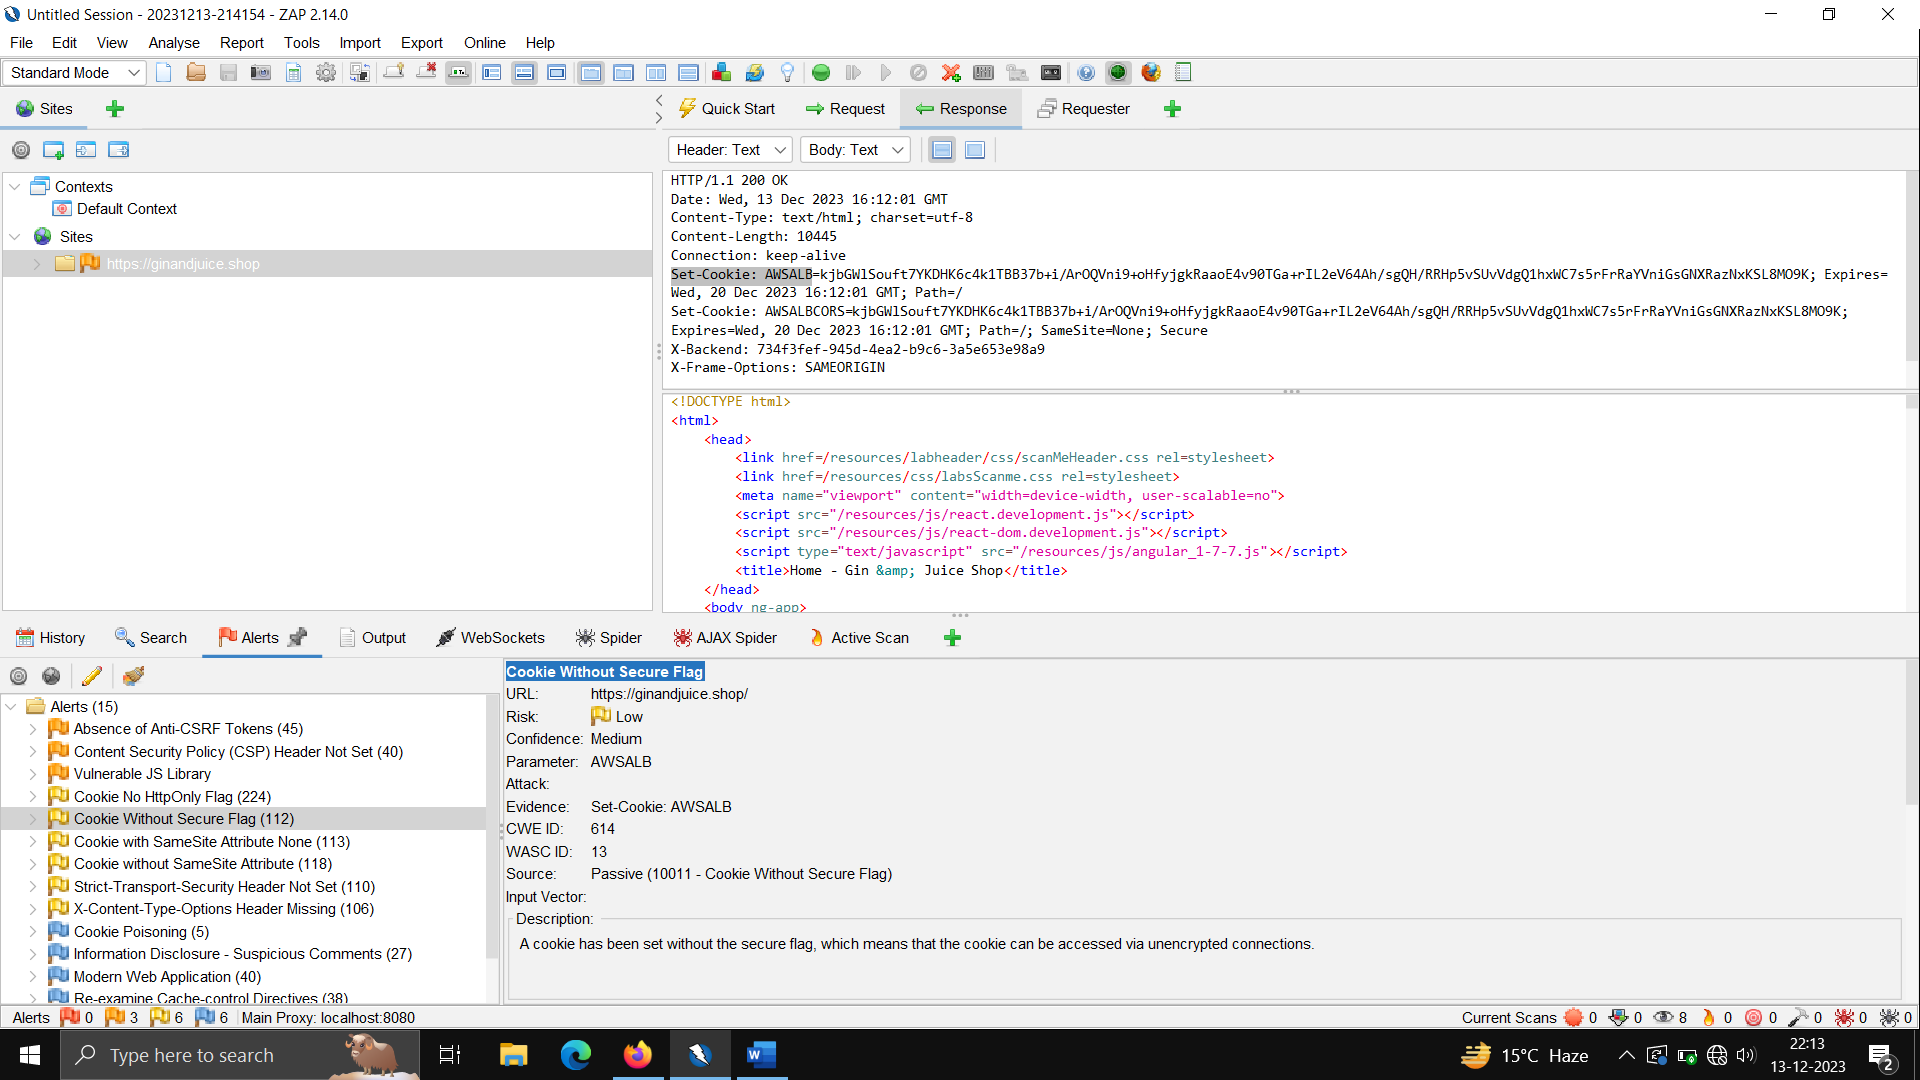 Untitled Session - 20231213-214154 - ZAP 2.14.0
File Edit View Analyse Report Tools Import Export Online Help
Standard Mode
Sites
Quick Start Request Response Requester
Header: Text Body: Text
Contexts
Default Context
Sites
https://ginandjuice.shop
HTTP/1.1 200 OK
Date: Wed, 13 Dec 2023 16:12:01 GMT
Content-Type: text/html; charset=utf-8
Content-Length: 10445
Connection: keep-alive
Set-Cookie: AWSALB=kjbGWlSouft7YKDHK6c4k1TBB37b+i/ArOQVni9+oHfyjgkRaaoE4v90TGa+rIL2eV64Ah/sgQH/RRHp5vSUvVdgQ1hxWC7s5rFrRaYVniGsGNXRazNxKSL8MO9K; Expires=
Wed, 20 Dec 2023 16:12:01 GMT; Path=/
Set-Cookie: AWSALBCORS=kjbGWlSouft7YKDHK6c4k1TBB37b+i/ArOQVni9+oHfyjgkRaaoE4v90TGa+rIL2eV64Ah/sgQH/RRHp5vSUvVdgQ1hxWC7s5rFrRaYVniGsGNXRazNxKSL8MO9K;
Expires=Wed, 20 Dec 2023 16:12:01 GMT; Path=/; SameSite=None; Secure
X-Backend: 734f3fef-945d-4ea2-b9c6-3a5e653e98a9
X-Frame-Options: SAMEORIGIN
<!DOCTYPE html>
<html>
<head>
<link href=/resources/labheader/css/scanMeHeader.css rel=stylesheet>
<link href=/resources/css/labsScanme.css rel=stylesheet>
<meta name="viewport" content="width=device-width, user-scalable=no">
<script src="/resources/js/react.development.js"></script>
<script src="/resources/js/react-dom.development.js"></script>
<script type="text/javascript" src="/resources/js/angular_1-7-7.js"></script>
<title>Home - Gin &amp; Juice Shop</title>
</head>
<body ng-app>
History Search Alerts Output WebSockets Spider AJAX Spider Active Scan
Alerts (15)
Absence of Anti-CSRF Tokens (45)
Content Security Policy (CSP) Header Not Set (40)
Vulnerable JS Library
Cookie No HttpOnly Flag (224)
Cookie Without Secure Flag (112)
Cookie with SameSite Attribute None (113)
Cookie without SameSite Attribute (118)
Strict-Transport-Security Header Not Set (110)
X-Content-Type-Options Header Missing (106)
Cookie Poisoning (5)
Information Disclosure - Suspicious Comments (27)
Modern Web Application (40)
Re-examine Cache-control Directives (38)
Cookie Without Secure Flag
URL: https://ginandjuice.shop/
Risk: Low
Confidence: Medium
Parameter: AWSALB
Attack:
Evidence: Set-Cookie: AWSALB
CWE ID: 614
WASC ID: 13
Source: Passive (10011 - Cookie Without Secure Flag)
Input Vector:
Description:
A cookie has been set without the secure flag, which means that the cookie can be accessed via unencrypted connections.
Alerts 0 3 6 6 Main Proxy: localhost:8080
Current Scans 0 0 8 0 0 0 0 0
Type here to search
15°C Haze
22:13
13-12-2023
2